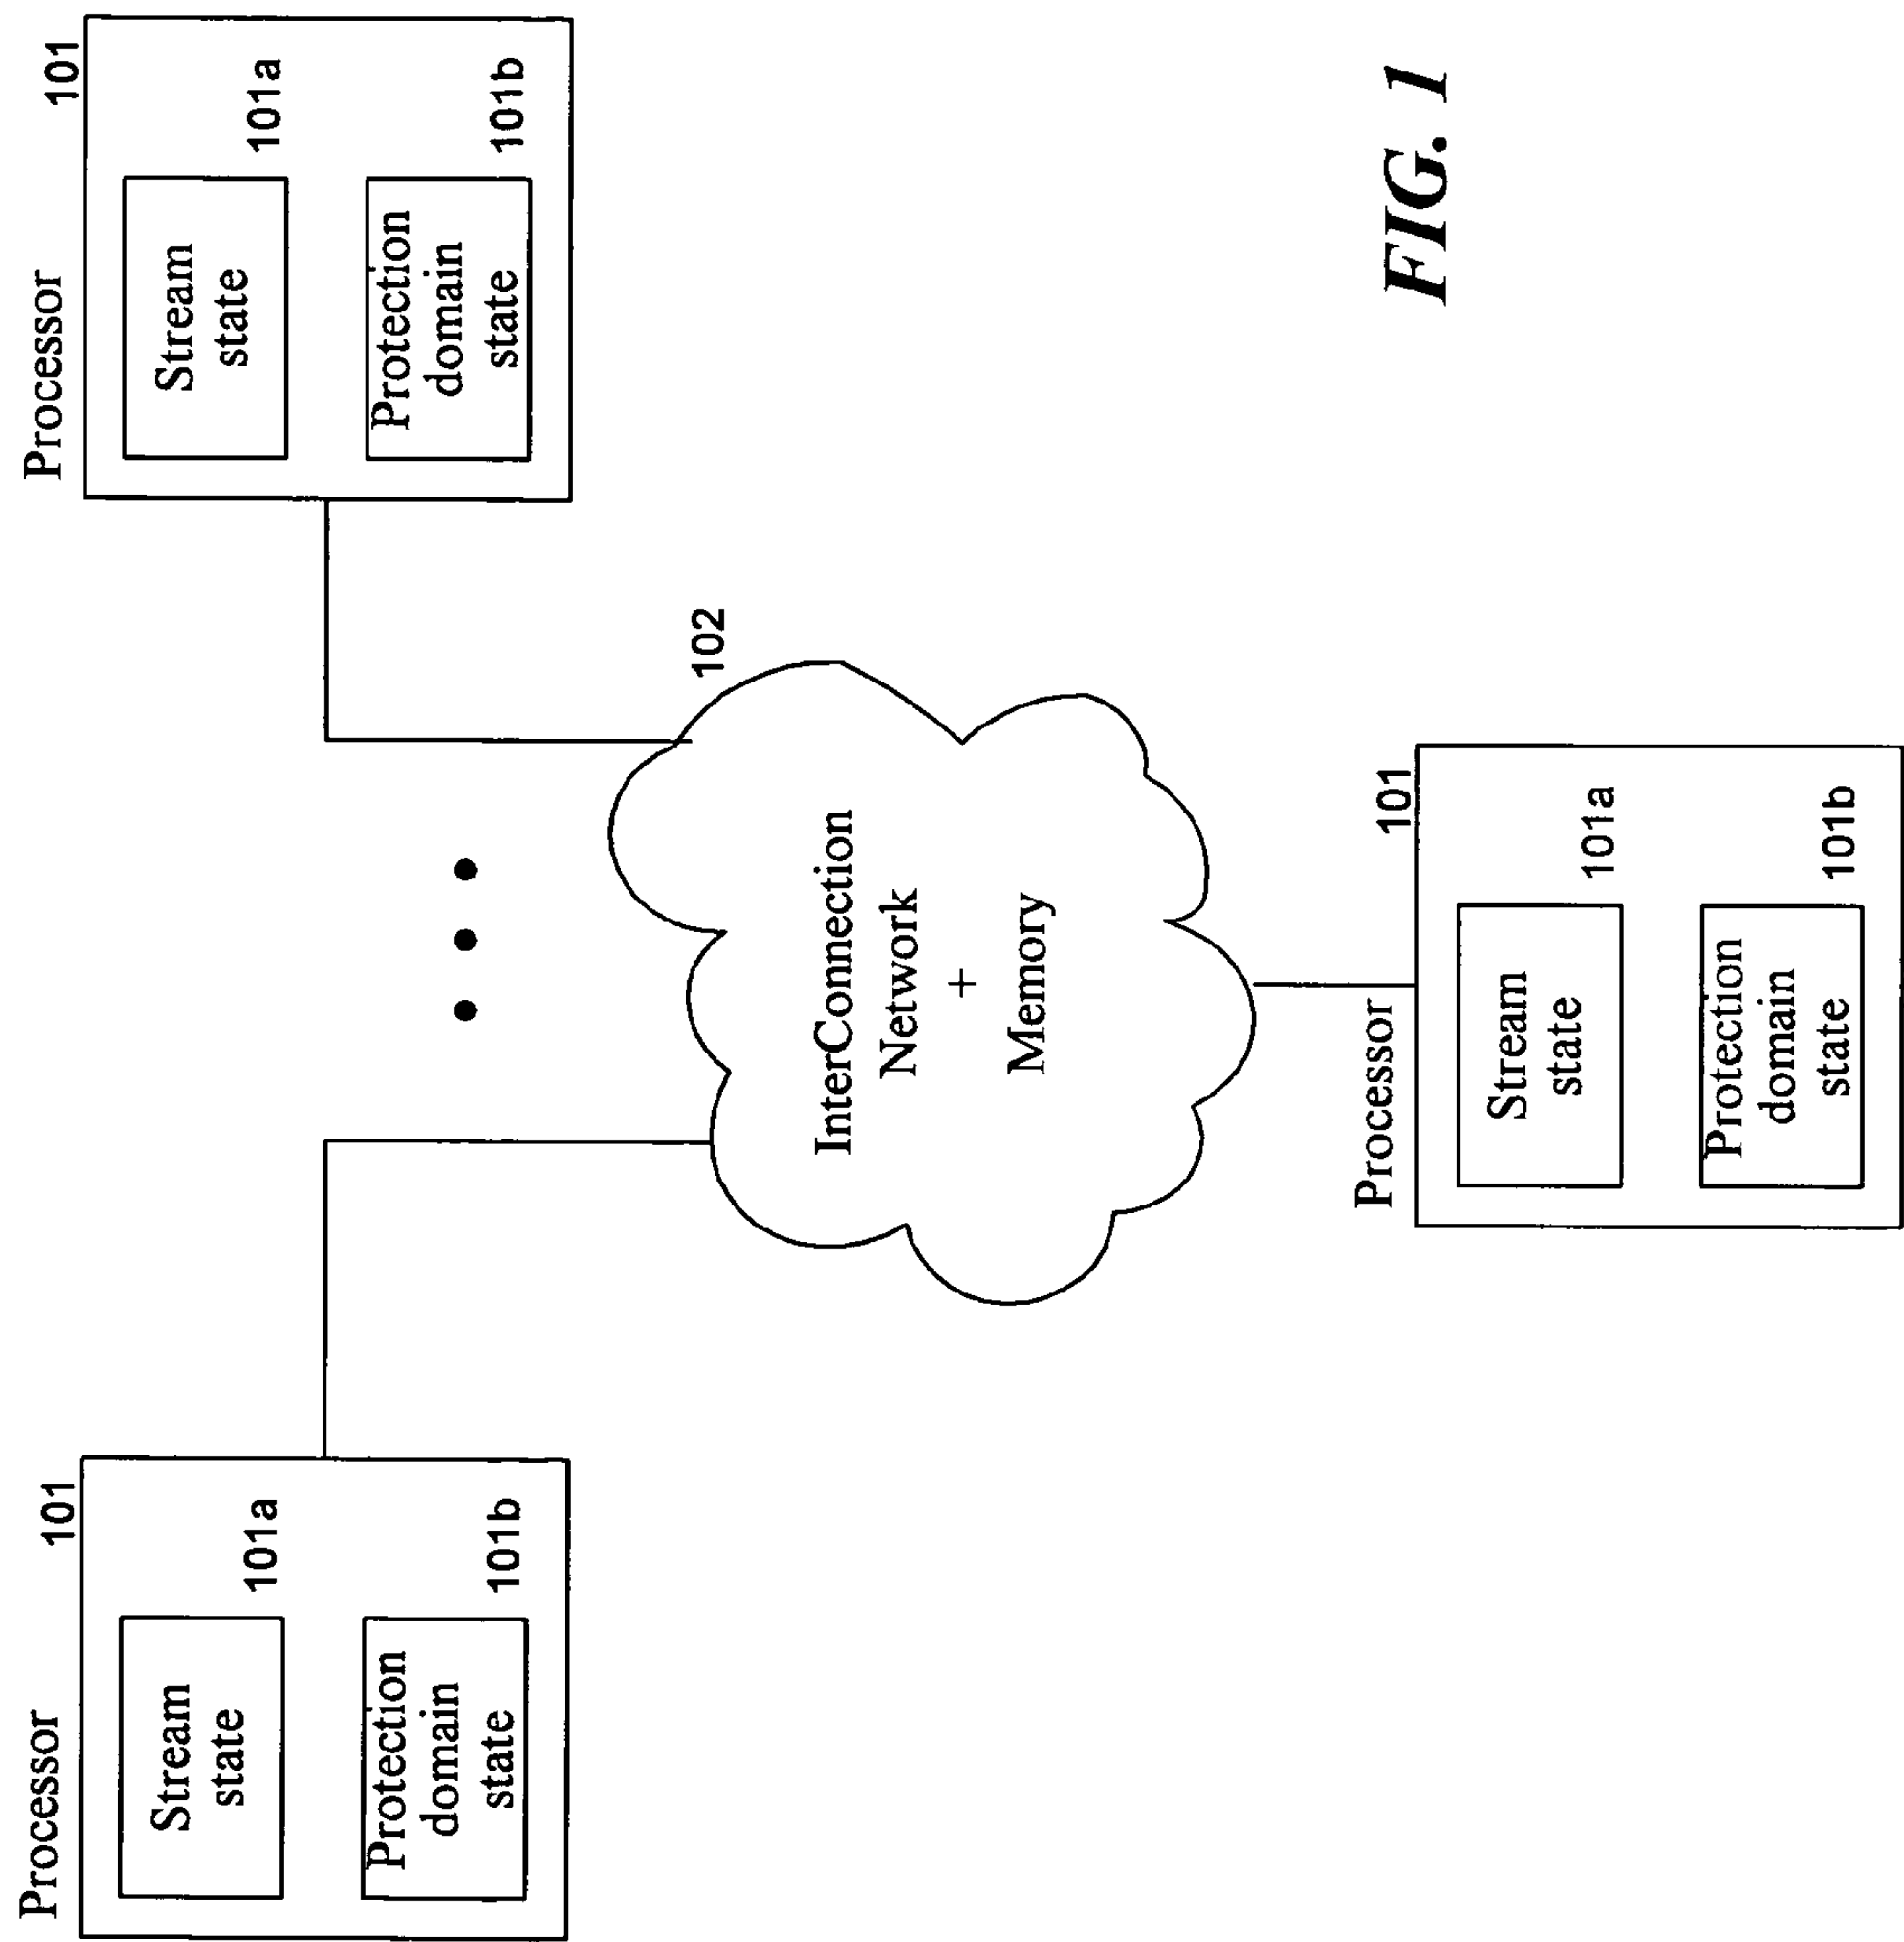 Processor
101
Stream
state
101a
Protection
domain
state
101b
Processor
101
Stream
state
101a
Protection
domain
state
101b
102
InterConnection
Network
+
Memory
Processor
101
Stream
state
101a
Protection
domain
state
101b
FIG. 1